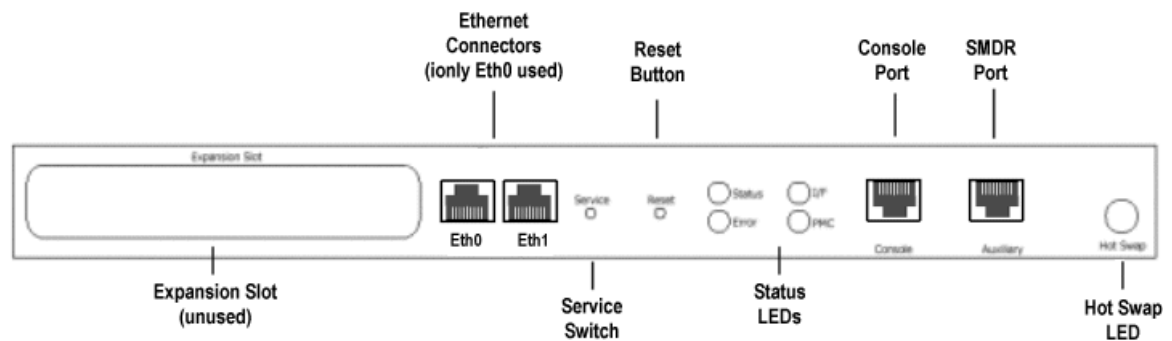 Ethernet
Connectors
(ionly Eth0 used)
Reset
Button
Console
Port
SMDR
Port
Expansion Slot
Eth0
Eth1
Service
Reset
Status
Error
I/F
PMC
Console
Auxiliary
Hot Swap
Expansion Slot
(unused)
Service
Switch
Status
LEDs
Hot Swap
LED